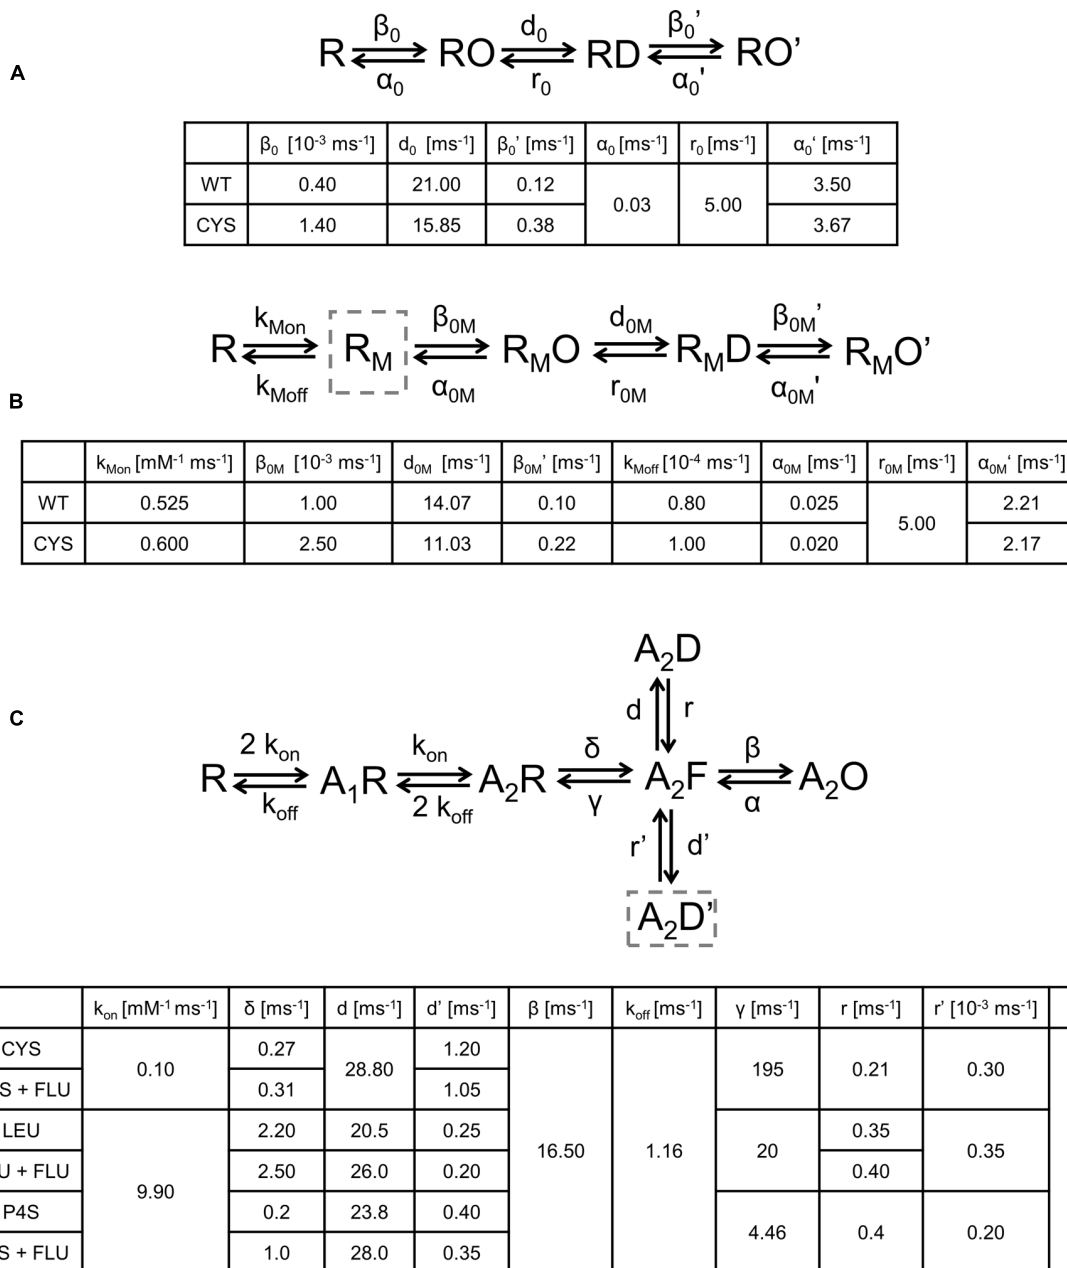 A
β0 d0 β0’
R RO RD RO’
α0 r0 α0'
β0 [10-3 ms-1] d0 [ms-1] β0’ [ms-1] α0 [ms-1] r0 [ms-1] α0‘ [ms-1]
WT 0.40 21.00 0.12 0.03 5.00 3.50
CYS 1.40 15.85 0.38 3.67
B
kMon β0M d0M β0M’
R RM RMO RMD RMO’
kMoff α0M r0M α0M'
kMon [mM-1 ms-1] β0M [10-3 ms-1] d0M [ms-1] β0M’ [ms-1] kMoff [10-4 ms-1] α0M [ms-1] r0M [ms-1] α0M‘ [ms-1]
WT 0.525 1.00 14.07 0.10 0.80 0.025 5.00 2.21
CYS 0.600 2.50 11.03 0.22 1.00 0.020 2.17
C
A2D
d r
2 kon kon δ β
R A1R A2R A2F A2O
koff 2 koff γ α
r’ d’
A2D’
kon [mM-1 ms-1] δ [ms-1] d [ms-1] d’ [ms-1] β [ms-1] koff [ms-1] γ [ms-1] r [ms-1] r’ [10-3 ms-1]
CYS 0.10 0.27 28.80 1.20 16.50 1.16 195 0.21 0.30
S + FLU 0.31 1.05
LEU 9.90 2.20 20.5 0.25 20 0.35 0.35
U + FLU 2.50 26.0 0.20 0.40
P4S 0.2 23.8 0.40 4.46 0.4 0.20
S + FLU 1.0 28.0 0.35